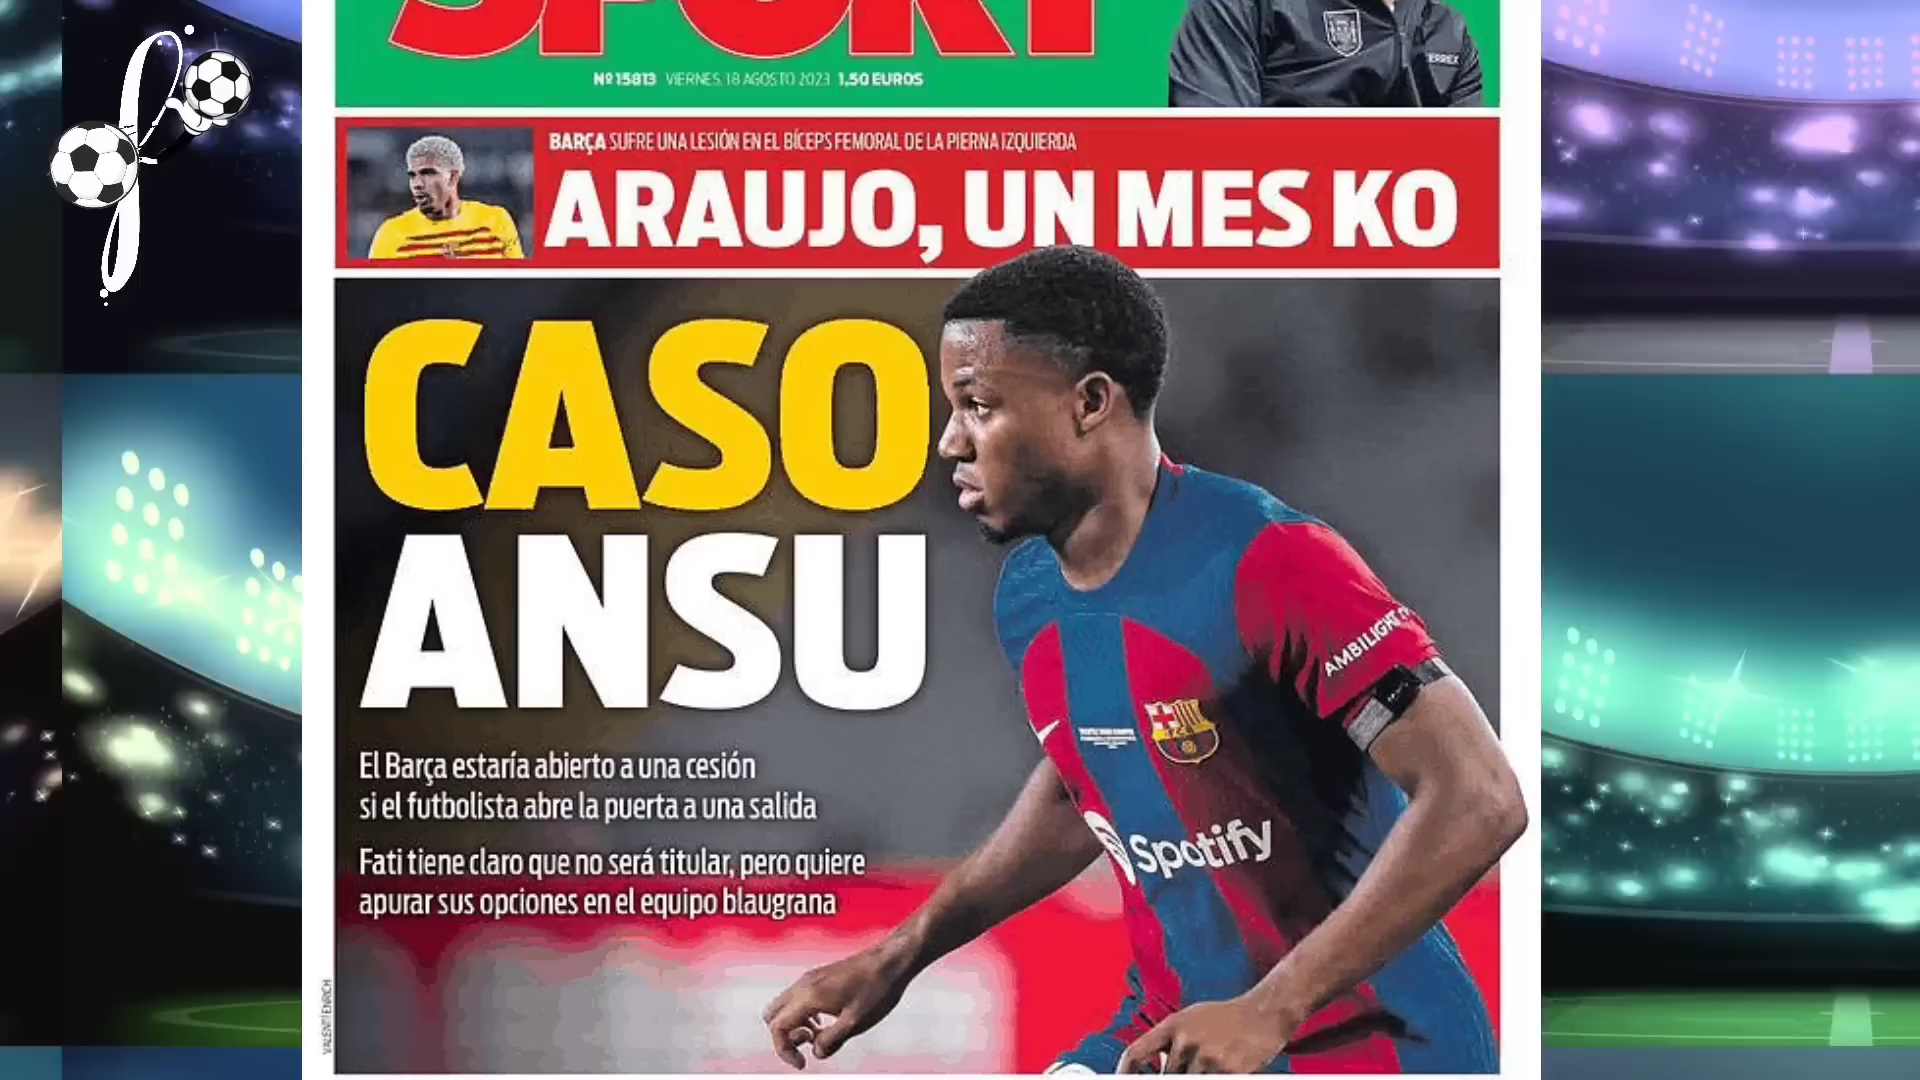 SPORT
Nº 15813 VIERNES, 18 AGOSTO 2023 1,50 EUROS
BARÇA SUFRE UNA LESIÓN EN EL BÍCEPS FEMORAL DE LA PIERNA IZQUIERDA
ARAUJO, UN MES KO
CASO
ANSU
El Barça estaría abierto a una cesión
si el futbolista abre la puerta a una salida
Fati tiene claro que no será titular, pero quiere
apurar sus opciones en el equipo blaugrana
AMBILIGHT
Spotify
VALENTÍ ENRICH